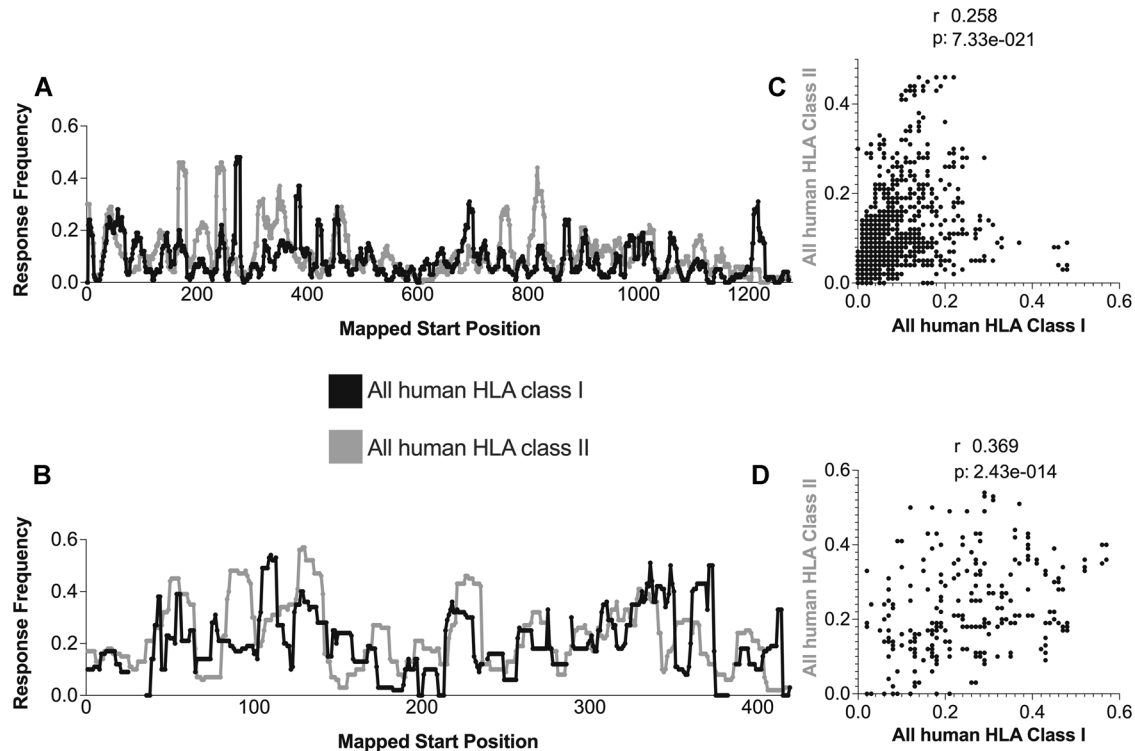 r 0.258
p: 7.33e-021
A
C
Response Frequency
0.6
0.4
0.2
0.0
0 200 400 600 800 1000 1200
Mapped Start Position
All human HLA Class II
0.4
0.2
0.0
0.0 0.2 0.4 0.6
All human HLA Class I
All human HLA class I
All human HLA class II
r 0.369
p: 2.43e-014
B
D
Response Frequency
0.6
0.4
0.2
0.0
0 100 200 300 400
Mapped Start Position
All human HLA Class II
0.6
0.4
0.2
0.0
0.0 0.2 0.4 0.6
All human HLA Class I